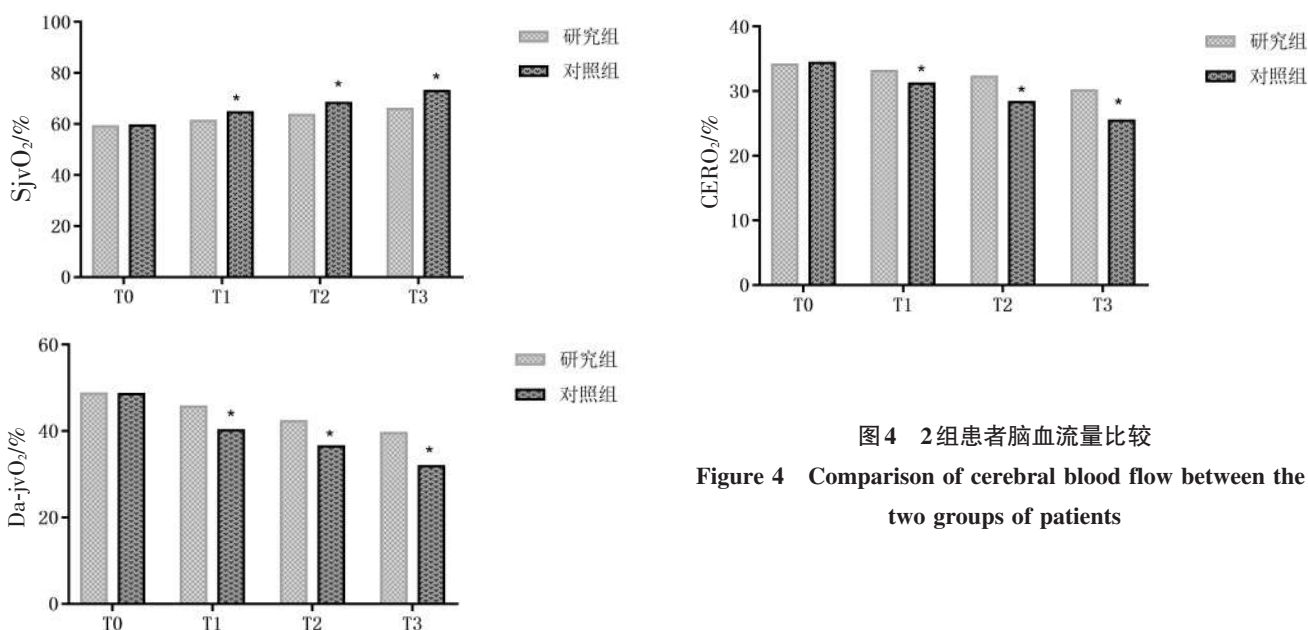 100
80
60
40
20
0
SjvO₂/%
* * *
T0 T1 T2 T3
研究组
对照组
40
30
20
10
0
CERO₂/%
* * *
T0 T1 T2 T3
研究组
对照组
60
40
20
0
Da-jvO₂/%
* * *
T0 T1 T2 T3
研究组
对照组
图4 2组患者脑血流量比较
Figure 4 Comparison of cerebral blood flow between the
two groups of patients